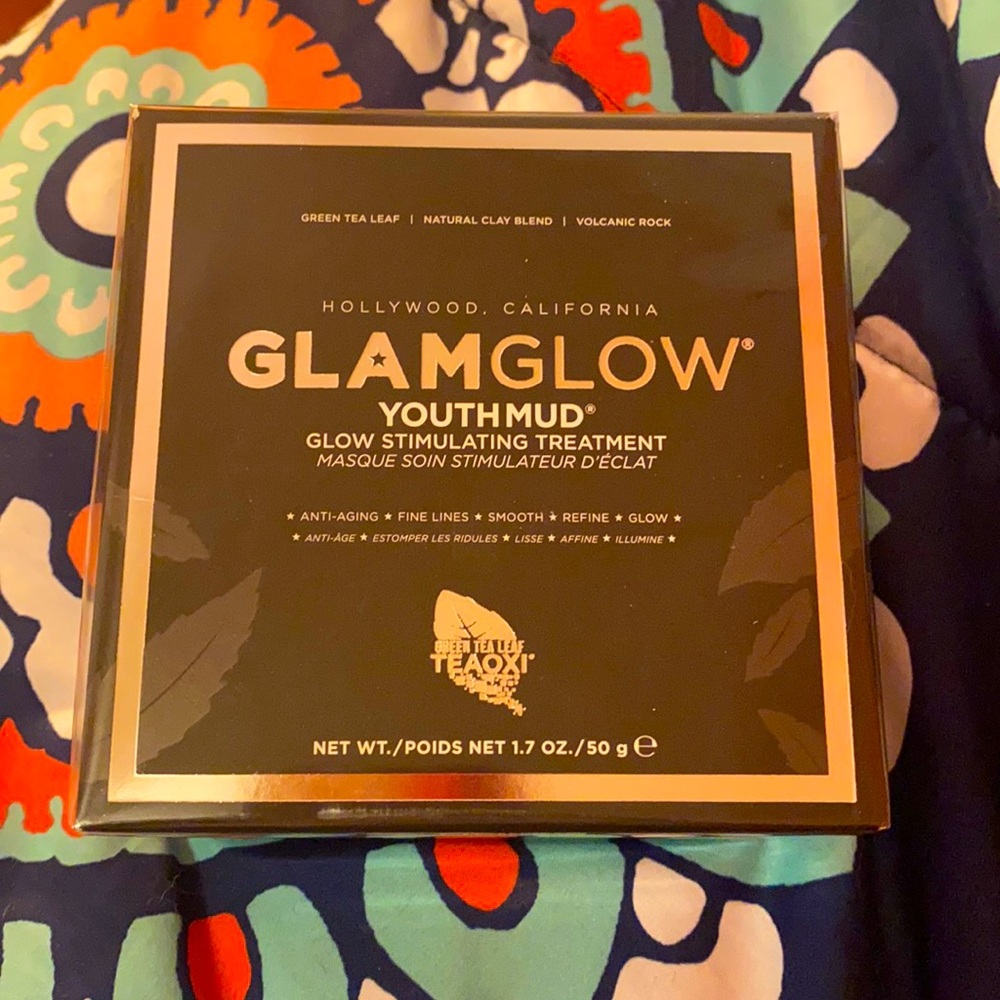 GREEN TEA LEAF | NATURAL CLAY BLEND | VOLCANIC ROCK
HOLLYWOOD, CALIFORNIA
GLAMGLOW®
YOUTHMUD®
GLOW STIMULATING TREATMENT
MASQUE SOIN STIMULATEUR D'ÉCLAT
★ ANTI-AGING ★ FINE LINES ★ SMOOTH ★ REFINE ★ GLOW ★
★ ANTI-ÂGE ★ ESTOMPER LES RIDULES ★ LISSE ★ AFFINE ★ ILLUMINE ★
GREEN TEA LEAF
TEAOXI®
NET WT./POIDS NET 1.7 OZ./50 g ℮